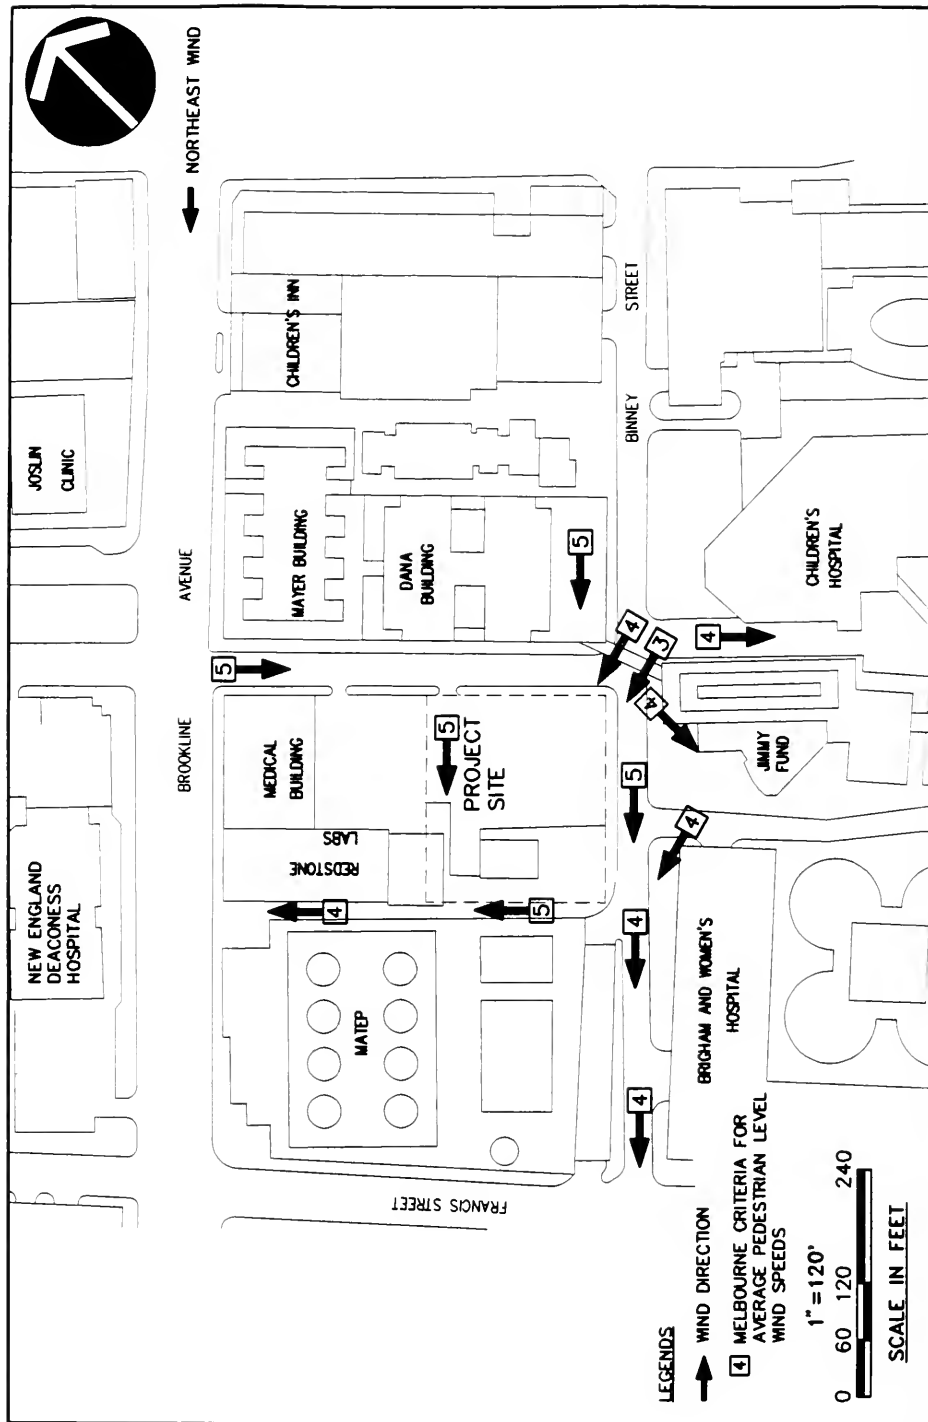 NORTHEAST WIND
JOSLIN
CLINIC
CHILDREN'S INN
STREET
BINNEY
AVENUE
MAYER BUILDING
DANA
BUILDING
CHILDREN'S
HOSPITAL
5
4
3
4
4
5
BROOKLINE
MEDICAL
BUILDING
5
PROJECT
SITE
JIMMY
FUND
5
4
REDSTONE
LABS
NEW ENGLAND
DEACONESS
HOSPITAL
4
5
4
MATEP
BRIGHAM AND WOMEN'S
HOSPITAL
4
FRANCIS STREET
LEGENDS
WIND DIRECTION
4
MELBOURNE CRITERIA FOR
AVERAGE PEDESTRIAN LEVEL
WIND SPEEDS
1"=120'
0 60 120 240
SCALE IN FEET